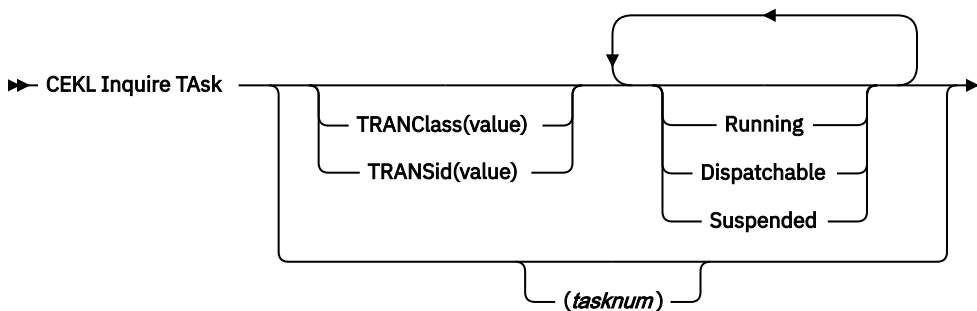 CEKL Inquire TAsk
TRANClass(value)
TRANSid(value)
Running
Dispatchable
Suspended
(tasknum)